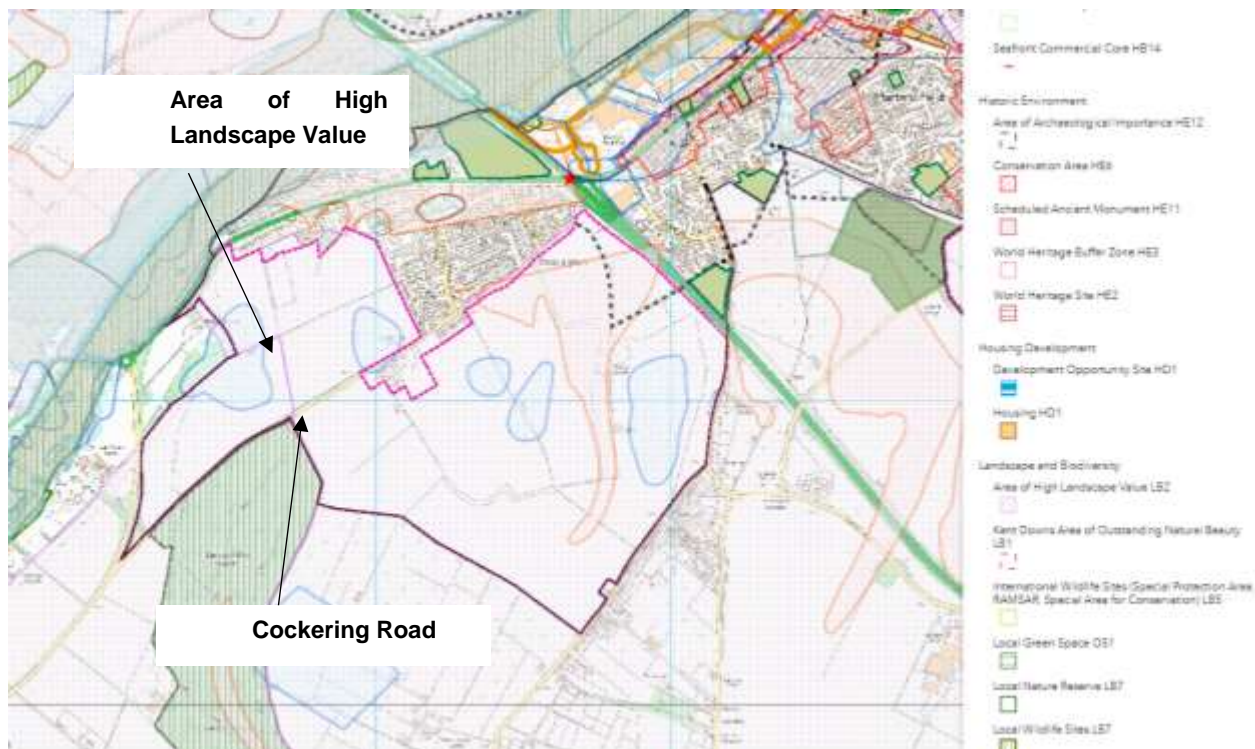 Area of High
Landscape Value
Cockering Road
Seafront Commercial Core HB14
Historic Environment
Area of Archaeological Importance HE12
Conservation Area HE6
Scheduled Ancient Monument HE11
World Heritage Buffer Zone HE3
World Heritage Site HE2
Housing Development
Development Opportunity Site HD1
Housing HD1
Landscape and Biodiversity
Area of High Landscape Value LB2
Kent Downs Area of Outstanding Natural Beauty
LB1
International Wildlife Sites (Special Protection Area,
RAMSAR, Special Area for Conservation) LB5
Local Green Space OS1
Local Nature Reserve LB7
Local Wildlife Sites LB7